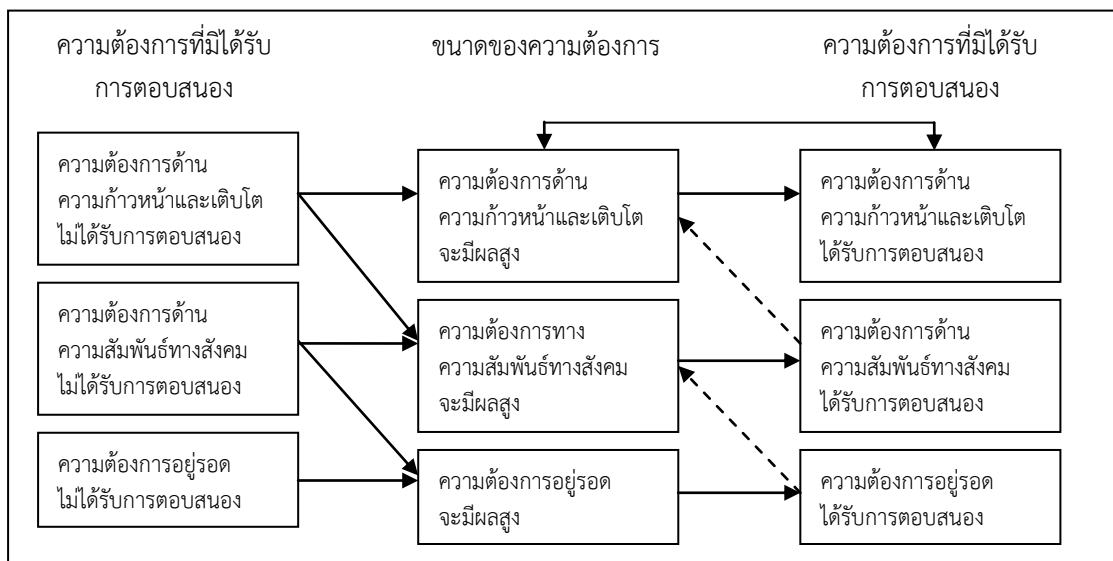 ความต้องการที่มิได้รับ
การตอบสนอง
ขนาดของความต้องการ
ความต้องการที่มิได้รับ
การตอบสนอง
ความต้องการด้าน
ความก้าวหน้าและเติบโต
ไม่ได้รับการตอบสนอง
ความต้องการด้าน
ความก้าวหน้าและเติบโต
จะมีผลสูง
ความต้องการด้าน
ความก้าวหน้าและเติบโต
ได้รับการตอบสนอง
ความต้องการด้าน
ความสัมพันธ์ทางสังคม
ไม่ได้รับการตอบสนอง
ความต้องการทาง
ความสัมพันธ์ทางสังคม
จะมีผลสูง
ความต้องการด้าน
ความสัมพันธ์ทางสังคม
ได้รับการตอบสนอง
ความต้องการอยู่รอด
ไม่ได้รับการตอบสนอง
ความต้องการอยู่รอด
จะมีผลสูง
ความต้องการอยู่รอด
ได้รับการตอบสนอง